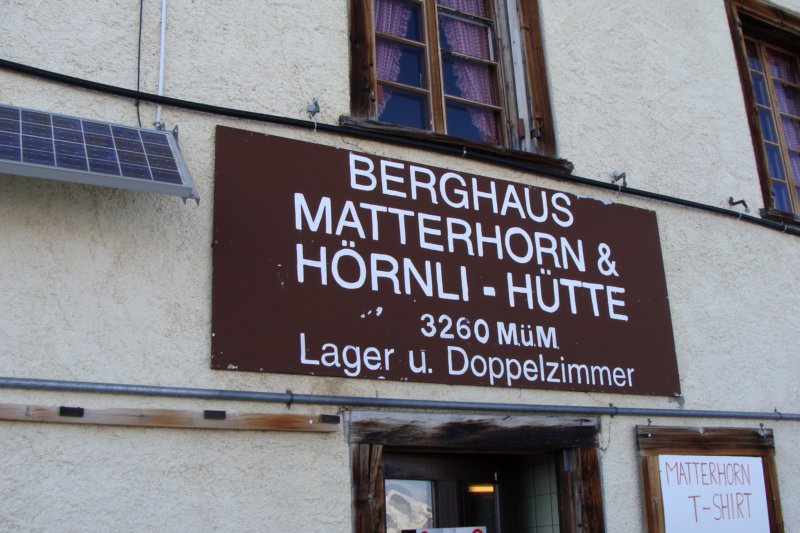 BERGHAUS
MATTERHORN &
HÖRNLI - HÜTTE
3260 MüM
Lager u. Doppelzimmer
MATTERHORN
T-SHIRT